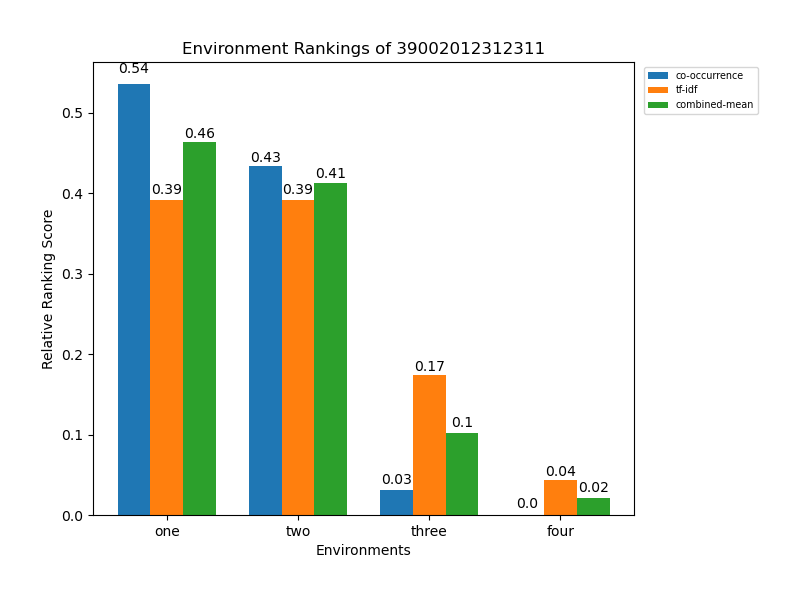 Environment Rankings of 39002012312311
co-occurrence
tf-idf
combined-mean
Relative Ranking Score
0.5
0.4
0.3
0.2
0.1
0.0
0.54
0.39
0.46
0.43
0.39
0.41
0.03
0.17
0.1
0.0
0.04
0.02
one
two
three
four
Environments